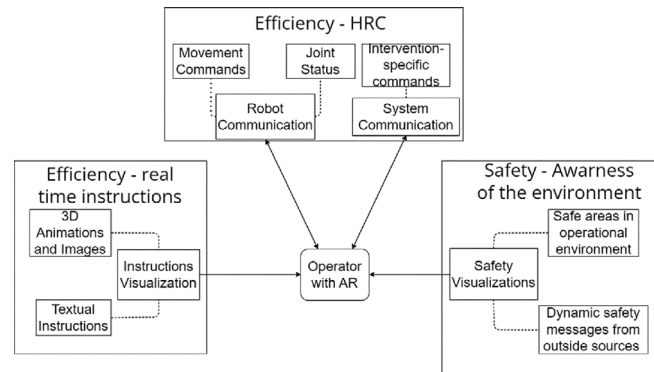 Efficiency - HRC
Movement
Commands
Joint
Status
Intervention-
specific
commands
Robot
Communication
System
Communication
Efficiency - real
time instructions
3D
Animations
and Images
Instructions
Visualization
Textual
Instructions
Operator
with AR
Safety - Awarness
of the environment
Safe areas in
operational
environment
Safety
Visualizations
Dynamic safety
messages from
outside sources